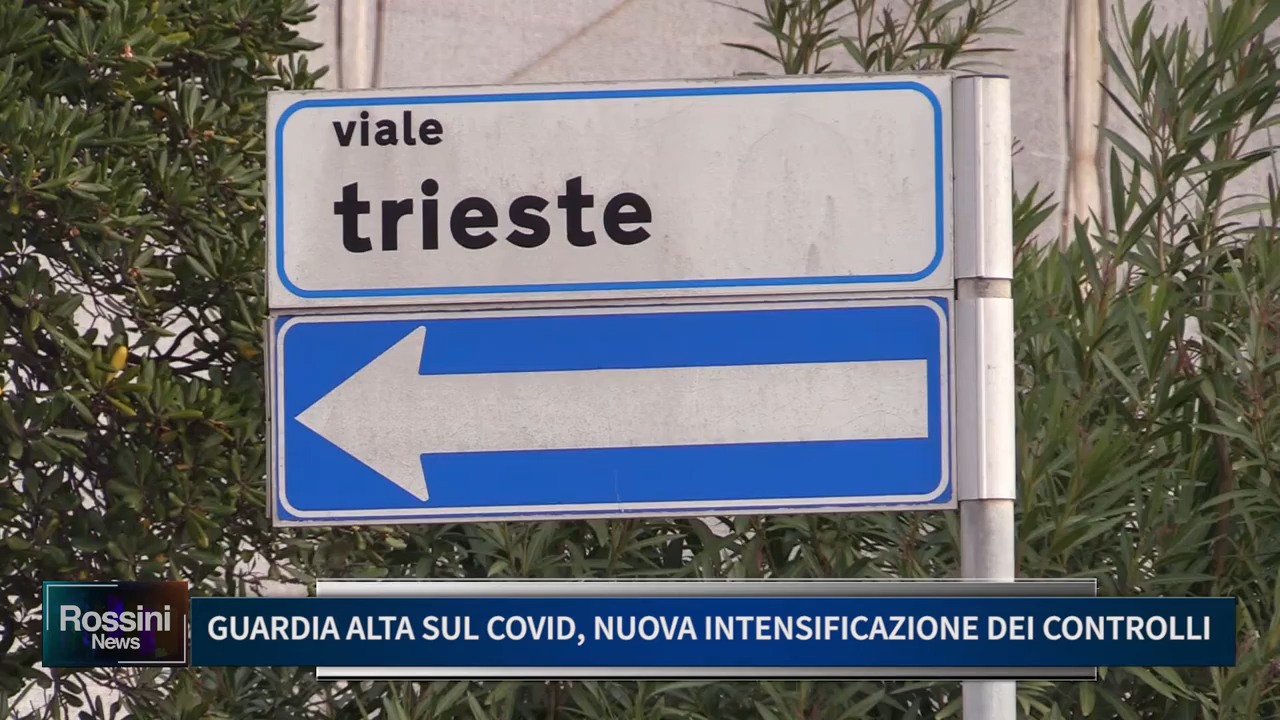 viale
trieste
Rossini
News
GUARDIA ALTA SUL COVID, NUOVA INTENSIFICAZIONE DEI CONTROLLI